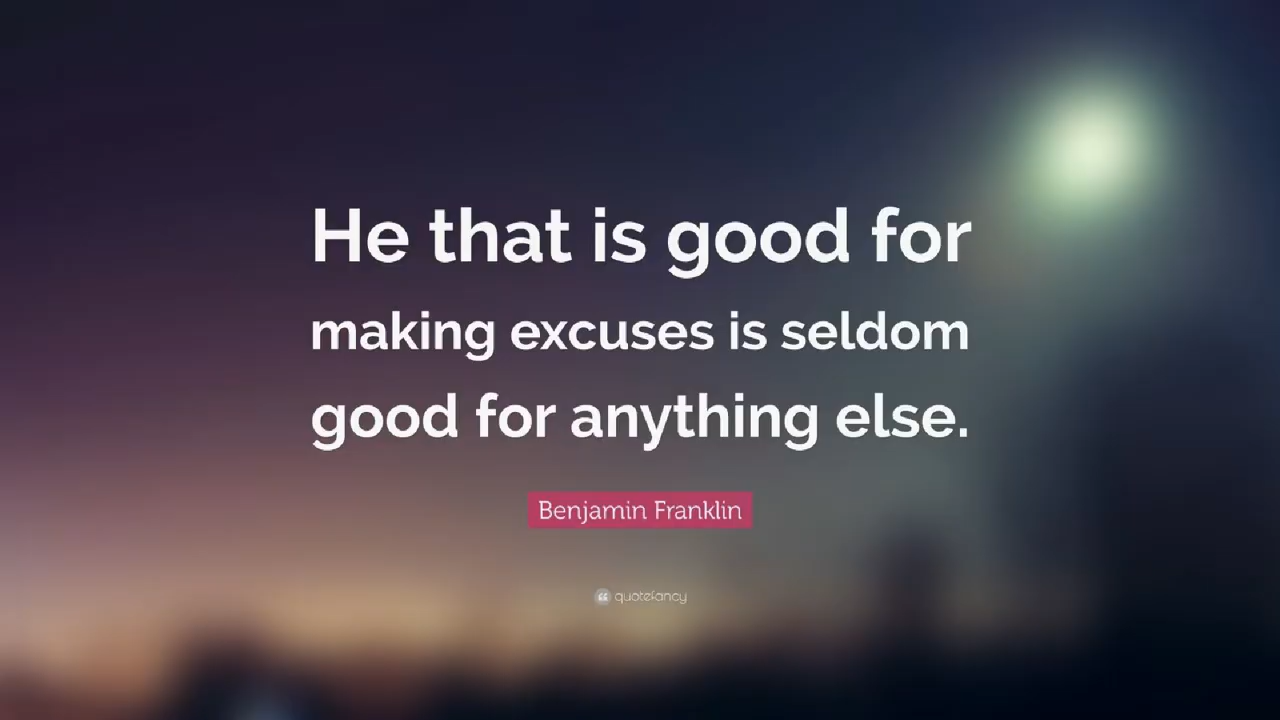 He that is good for
making excuses is seldom
good for anything else.
Benjamin Franklin
quotefancy